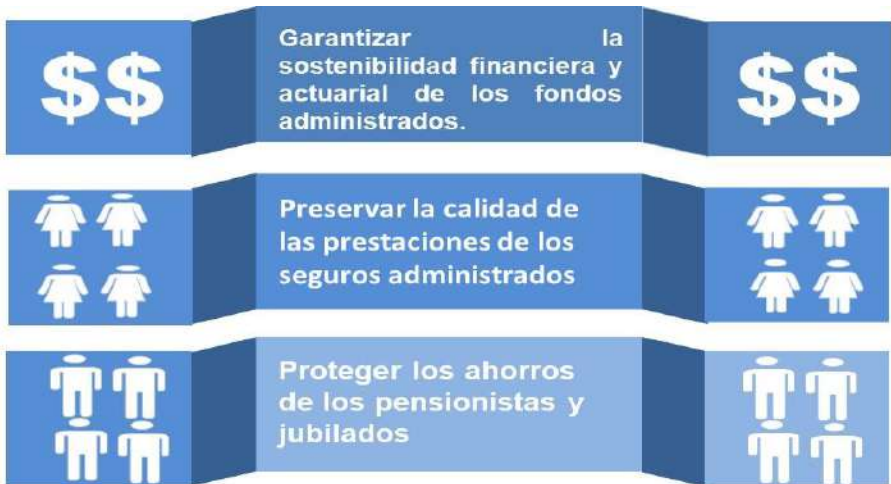 $$
Garantizar la
sostenibilidad financiera y
actuarial de los fondos
administrados.
$$
Preservar la calidad de
las prestaciones de los
seguros administrados
Proteger los ahorros
de los pensionistas y
jubilados